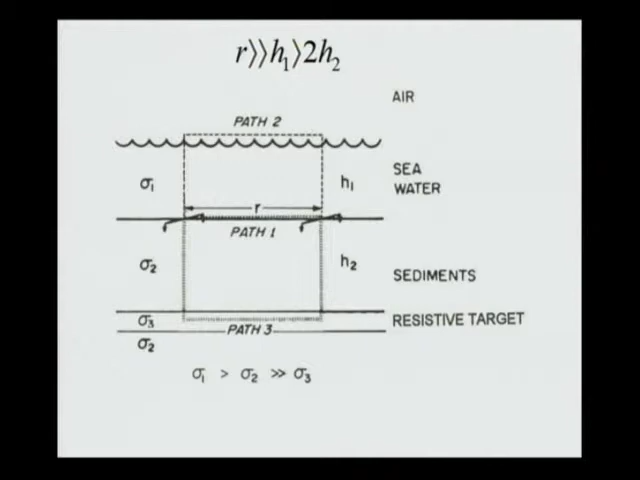 r⟩⟩h₁⟩2h₂
AIR
PATH 2
σ₁ h₁ SEA WATER
r
PATH 1
σ₂ h₂ SEDIMENTS
σ₃ RESISTIVE TARGET
PATH 3
σ₂
σ₁ > σ₂ ≫ σ₃